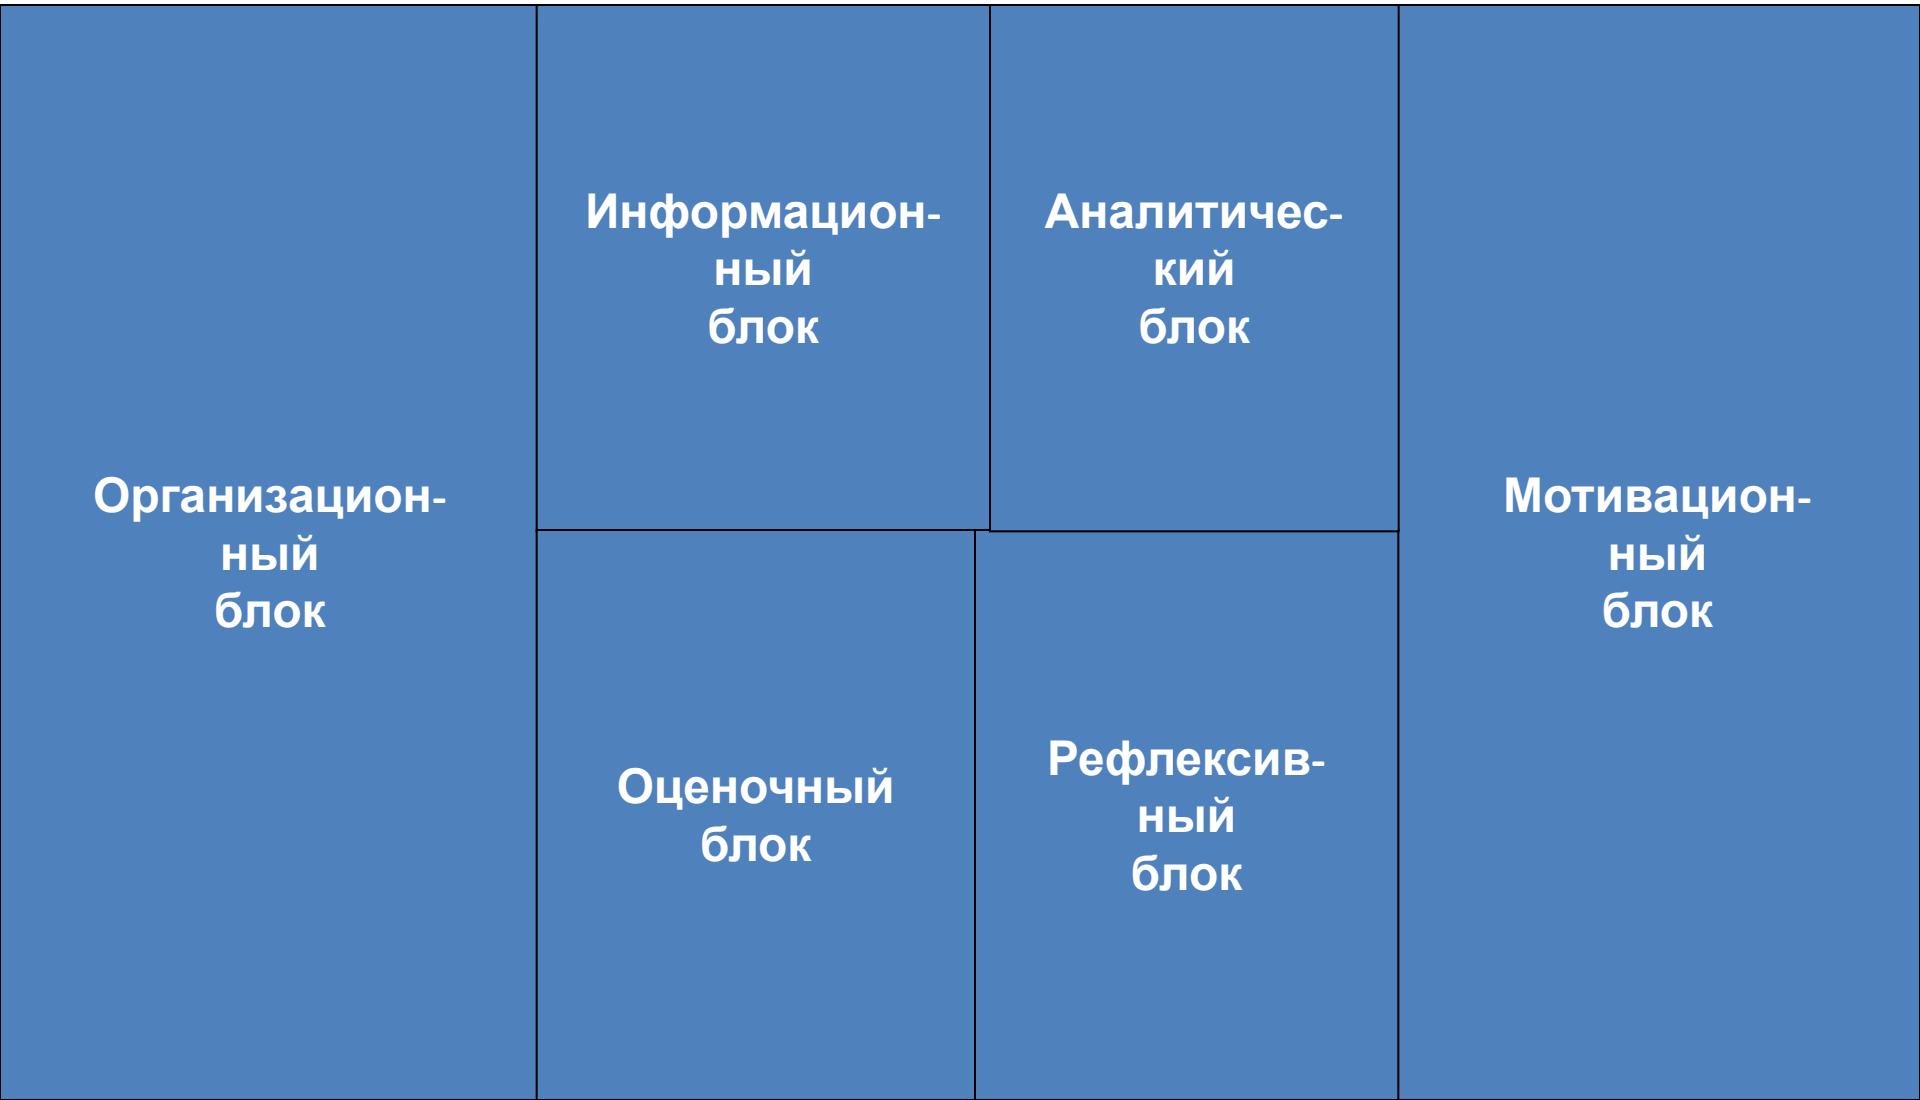 Организацион-
ный
блок
Информацион-
ный
блок
Аналитичес-
кий
блок
Оценочный
блок
Рефлексив-
ный
блок
Мотивацион-
ный
блок